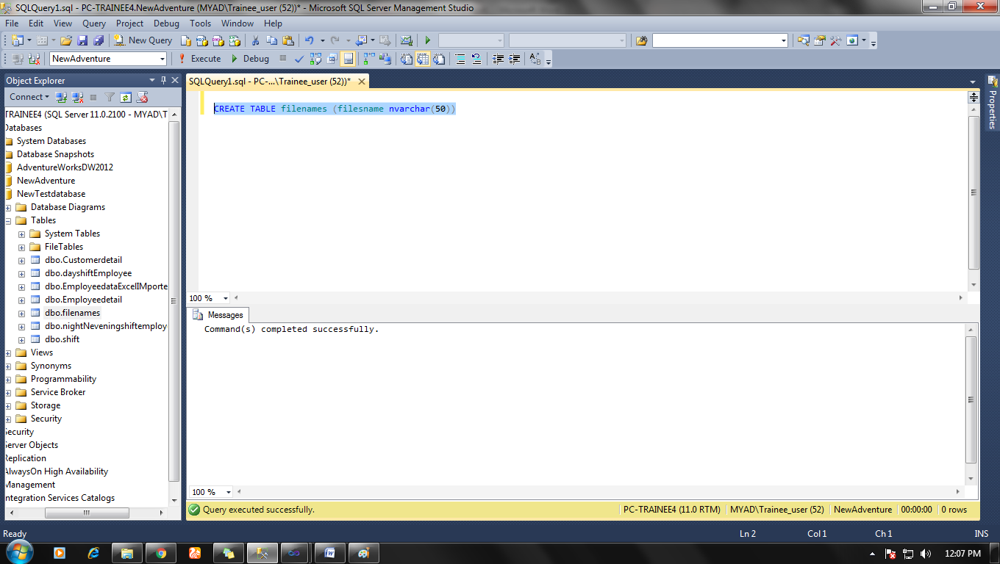 SQLQuery1.sql - PC-TRAINEE4.NewAdventure (MYAD\Trainee_user (52))* - Microsoft SQL Server Management Studio
File Edit View Query Project Debug Tools Window Help
New Query
NewAdventure Execute Debug
Object Explorer
SQLQuery1.sql - PC-...\Trainee_user (52))*
Connect
TRAINEE4 (SQL Server 11.0.2100 - MYAD\T
Databases
System Databases
Database Snapshots
AdventureWorksDW2012
NewAdventure
NewTestdatabase
Database Diagrams
Tables
System Tables
FileTables
dbo.Customerdetail
dbo.dayshiftEmployee
dbo.EmployeedataExcelIMporte
dbo.Employeedetail
dbo.filenames
dbo.nightNeveningshiftemploy
dbo.shift
Views
Synonyms
Programmability
Service Broker
Storage
Security
Security
Server Objects
Replication
AlwaysOn High Availability
Management
ntegration Services Catalogs
CREATE TABLE filenames (filesname nvarchar(50))
100 %
Messages
Command(s) completed successfully.
100 %
Query executed successfully. PC-TRAINEE4 (11.0 RTM) MYAD\Trainee_user (52) NewAdventure 00:00:00 0 rows
Properties
Ready Ln 2 Col 1 Ch 1 INS
12:07 PM